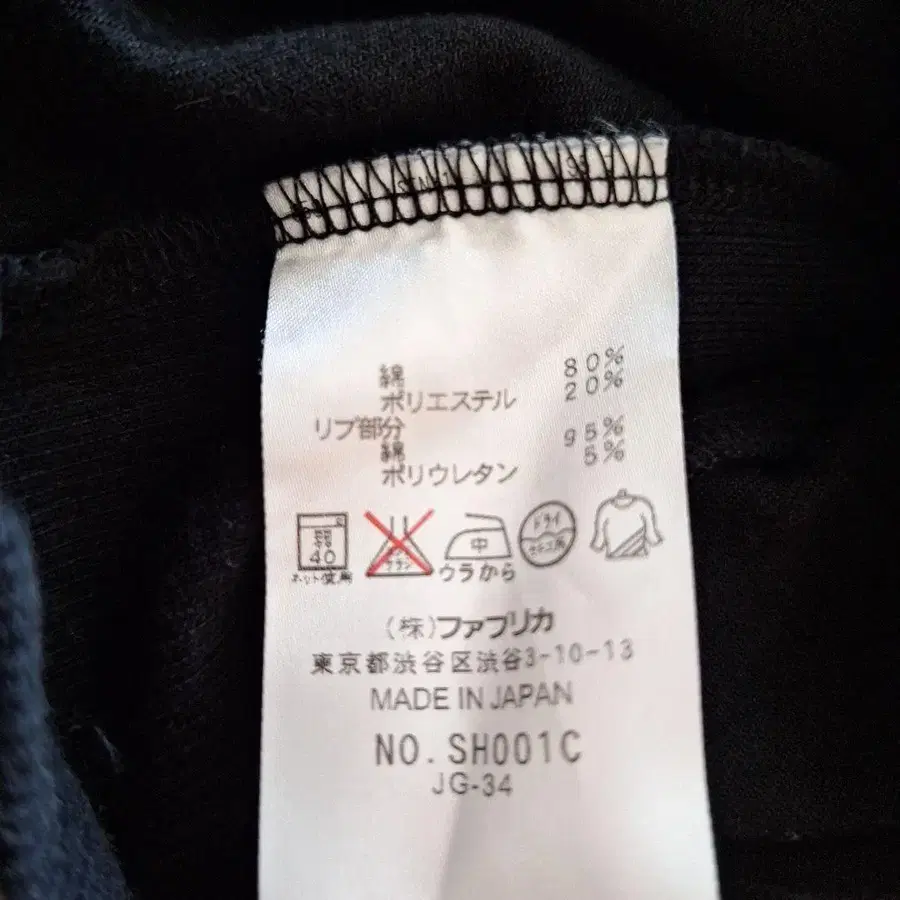 綿 80%
ポリエステル 20%
リブ部分
綿 95%
ポリウレタン 5%
40
中
ドライ
ネット使用
ウラから
(株)ファブリカ
東京都渋谷区渋谷3-10-13
MADE IN JAPAN
NO. SH001C
JG-34